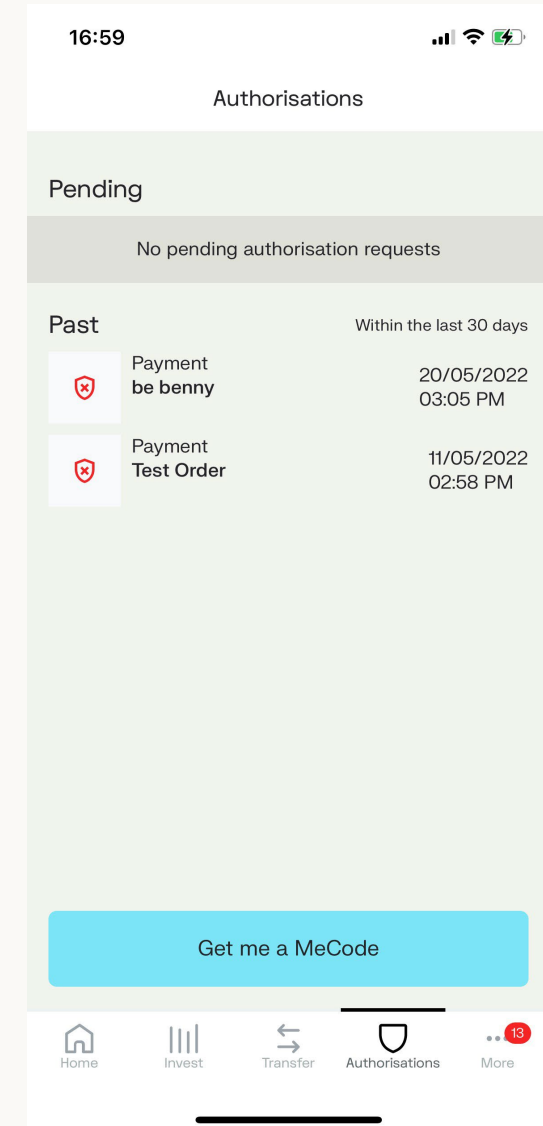 16:59
Authorisations
Pending
No pending authorisation requests
Past
Within the last 30 days
Payment
be benny
20/05/2022
03:05 PM
Payment
Test Order
11/05/2022
02:58 PM
Get me a MeCode
Home
Invest
Transfer
Authorisations
13
More